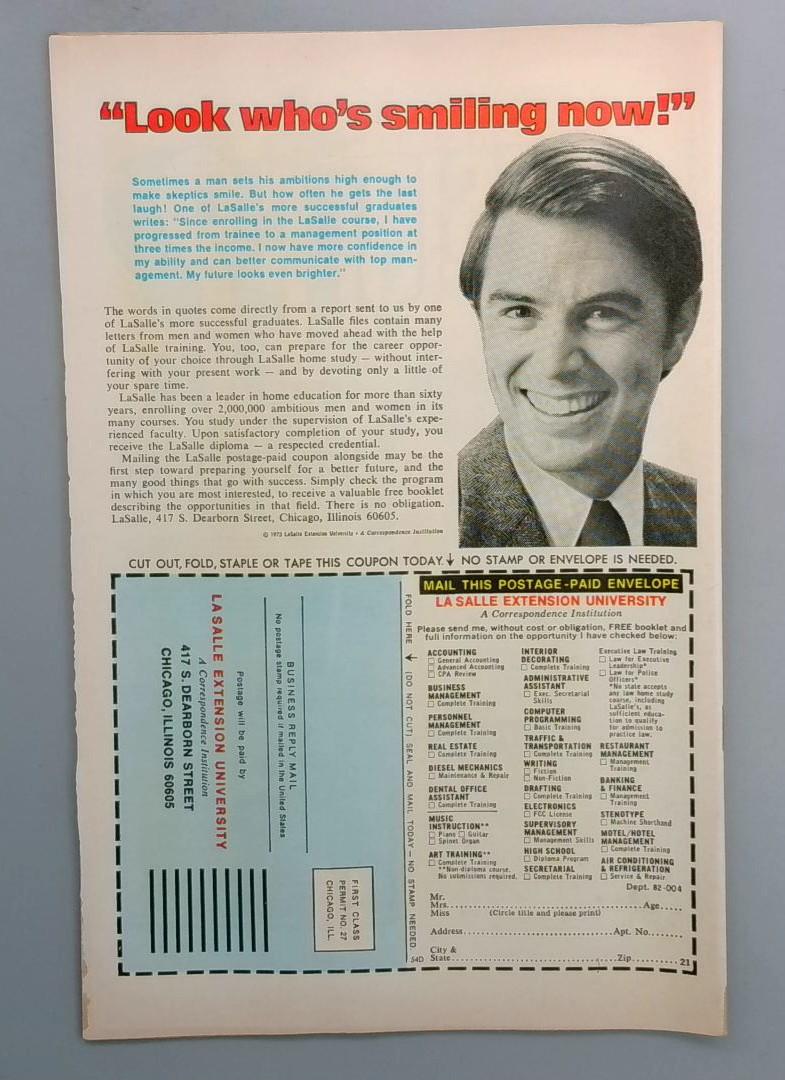 “Look who’s smiling now!”
Sometimes a man sets his ambitions high enough to
make skeptics smile. But how often he gets the last
laugh! One of LaSalle's more successful graduates
writes: "Since enrolling in the LaSalle course, I have
progressed from trainee to a management position at
three times the income. I now have more confidence in
my ability and can better communicate with top man-
agement. My future looks even brighter."
The words in quotes come directly from a report sent to us by one
of LaSalle's more successful graduates. LaSalle files contain many
letters from men and women who have moved ahead with the help
of LaSalle training. You, too, can prepare for the career oppor-
tunity of your choice through LaSalle home study — without inter-
fering with your present work — and by devoting only a little of
your spare time.
LaSalle has been a leader in home education for more than sixty
years, enrolling over 2,000,000 ambitious men and women in its
many courses. You study under the supervision of LaSalle's expe-
rienced faculty. Upon satisfactory completion of your study, you
receive the LaSalle diploma — a respected credential.
Mailing the LaSalle postage-paid coupon alongside may be the
first step toward preparing yourself for a better future, and the
many good things that go with success. Simply check the program
in which you are most interested, to receive a valuable free booklet
describing the opportunities in that field. There is no obligation.
LaSalle, 417 S. Dearborn Street, Chicago, Illinois 60605.
© 1973 LaSalle Extension University • A Correspondence Institution
CUT OUT, FOLD, STAPLE OR TAPE THIS COUPON TODAY. NO STAMP OR ENVELOPE IS NEEDED.
BUSINESS REPLY MAIL
No postage stamp required if mailed in the United States
Postage will be paid by
LA SALLE EXTENSION UNIVERSITY
A Correspondence Institution
417 S. DEARBORN STREET
CHICAGO, ILLINOIS 60605
FIRST CLASS
PERMIT NO. 27
CHICAGO, ILL.
FOLD HERE (DO NOT CUT) SEAL AND MAIL TODAY — NO STAMP NEEDED.
MAIL THIS POSTAGE-PAID ENVELOPE
LA SALLE EXTENSION UNIVERSITY
A Correspondence Institution
Please send me, without cost or obligation, FREE booklet and
full information on the opportunity I have checked below:
ACCOUNTING
General Accounting
Advanced Accounting
CPA Review
BUSINESS
MANAGEMENT
Complete Training
PERSONNEL
MANAGEMENT
Complete Training
REAL ESTATE
Complete Training
DIESEL MECHANICS
Maintenance & Repair
DENTAL OFFICE
ASSISTANT
Complete Training
MUSIC
INSTRUCTION**
Piano Guitar
Spinet Organ
ART TRAINING**
Complete Training
**Non-diploma course.
No submissions required.
INTERIOR
DECORATING
Complete Training
ADMINISTRATIVE
ASSISTANT
Exec. Secretarial
Skills
COMPUTER
PROGRAMMING
Basic Training
TRAFFIC &
TRANSPORTATION
Complete Training
WRITING
Fiction
Non-Fiction
DRAFTING
Complete Training
ELECTRONICS
FCC License
SUPERVISORY
MANAGEMENT
Management Skills
HIGH SCHOOL
Diploma Program
SECRETARIAL
Complete Training
Executive Law Training
Law for Executive
Leadership*
Law for Police
Officers*
*No state accepts
any law home study
course, including
LaSalle's, as
sufficient educa-
tion to qualify
for admission to
practice law.
RESTAURANT
MANAGEMENT
Management
Training
BANKING
& FINANCE
Management
Training
STENOTYPE
Machine Shorthand
MOTEL/HOTEL
MANAGEMENT
Complete Training
AIR CONDITIONING
& REFRIGERATION
Service & Repair
Dept. 82-004
Mr.
Mrs. Age
Miss (Circle title and please print)
Address Apt. No.
City &
State Zip 21
54D